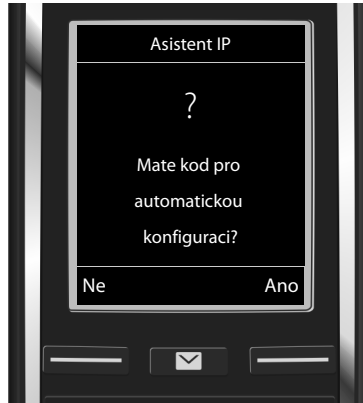 Asistent IP
?
Mate kod pro
automatickou
konfiguraci?
Ne Ano